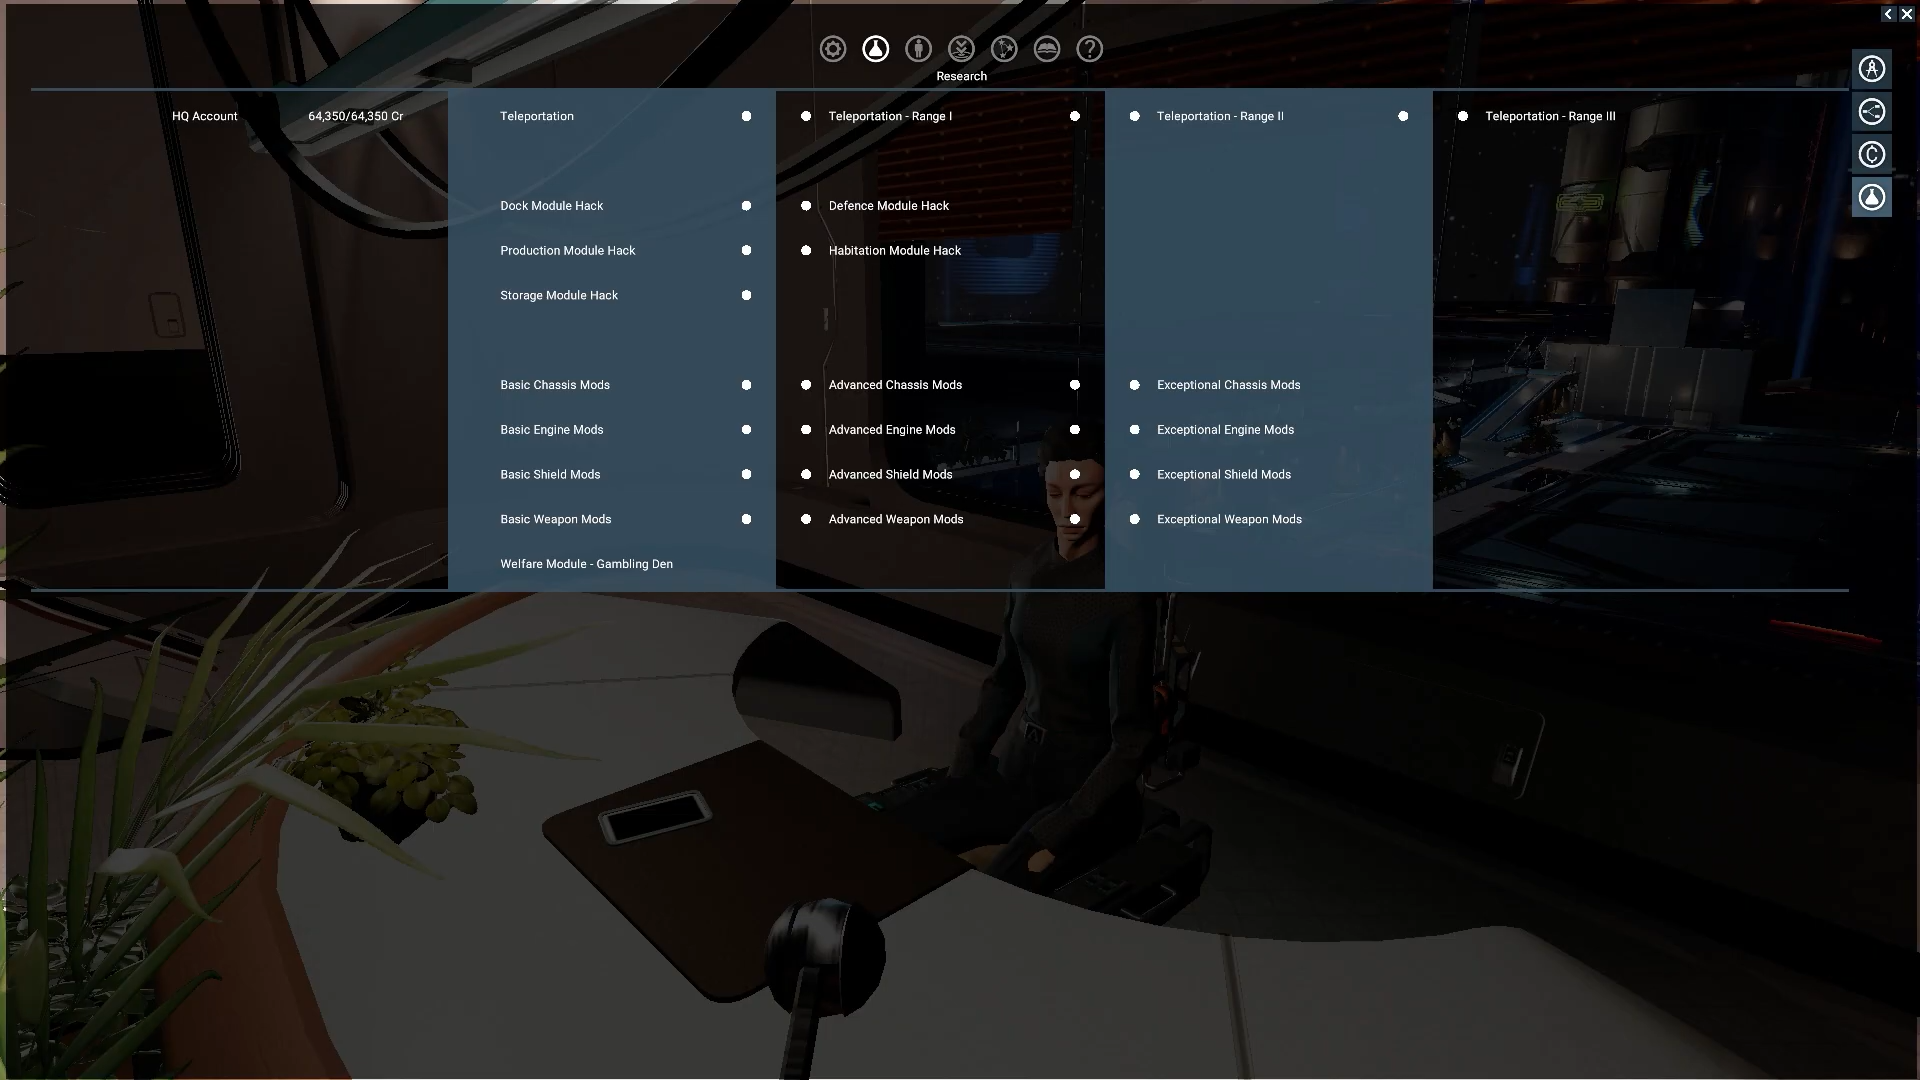 Research
HQ Account 64,350/64,350 Cr
Teleportation
Teleportation - Range I
Teleportation - Range II
Teleportation - Range III
Dock Module Hack
Defence Module Hack
Production Module Hack
Habitation Module Hack
Storage Module Hack
Basic Chassis Mods
Advanced Chassis Mods
Exceptional Chassis Mods
Basic Engine Mods
Advanced Engine Mods
Exceptional Engine Mods
Basic Shield Mods
Advanced Shield Mods
Exceptional Shield Mods
Basic Weapon Mods
Advanced Weapon Mods
Exceptional Weapon Mods
Welfare Module - Gambling Den